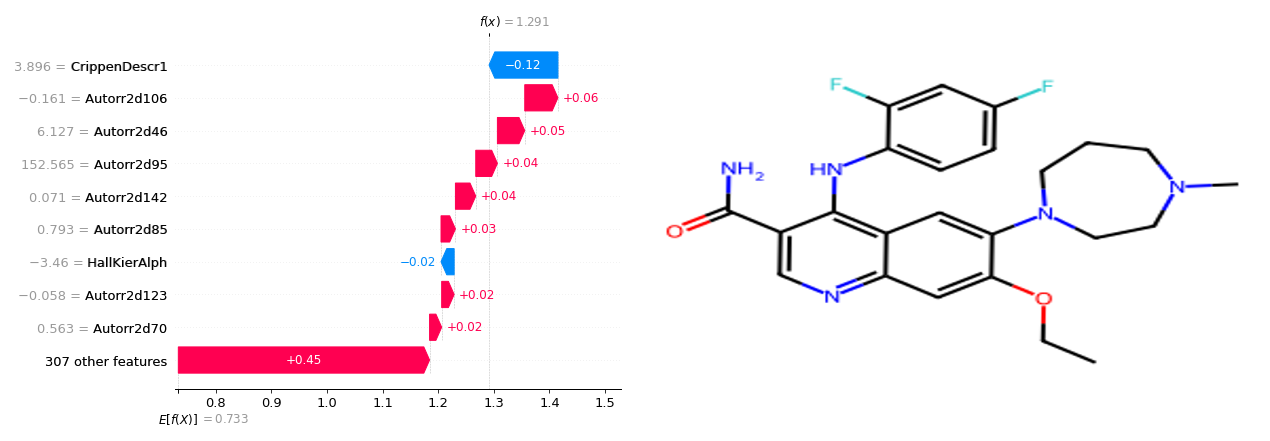 f(x) = 1.291
3.896 = CrippenDescr1
−0.12
−0.161 = Autorr2d106
+0.06
6.127 = Autorr2d46
+0.05
152.565 = Autorr2d95
+0.04
0.071 = Autorr2d142
+0.04
0.793 = Autorr2d85
+0.03
−3.46 = HallKierAlph
−0.02
−0.058 = Autorr2d123
+0.02
0.563 = Autorr2d70
+0.02
307 other features
+0.45
0.8 0.9 1.0 1.1 1.2 1.3 1.4 1.5
E[f(X)] = 0.733
F
F
NH2
HN
N
O
N
N
O